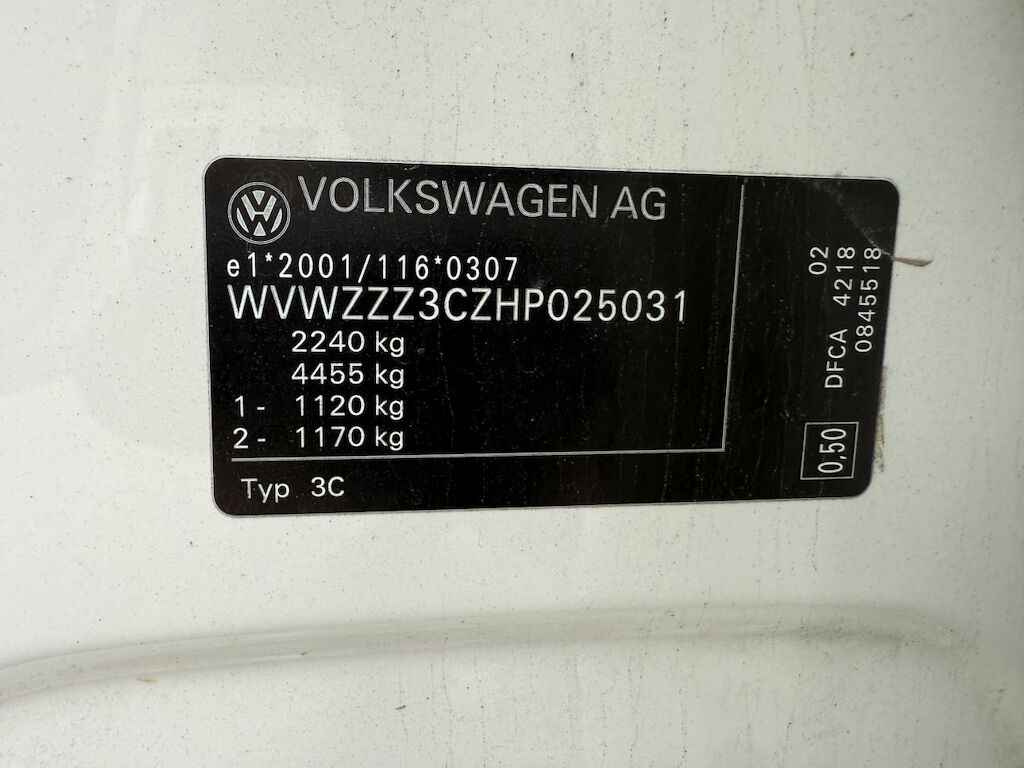 VOLKSWAGEN AG
e1*2001/116*0307
WVWZZZ3CZHP025031
2240 kg
4455 kg
1- 1120 kg
2- 1170 kg
Typ 3C
02
DFCA 4218
0845518
0,50